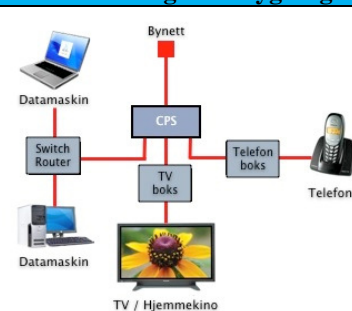 Bynett
Datamaskin
CPS
Switch
Router
Telefon
boks
TV
boks
Telefon
Datamaskin
TV / Hjemmekino